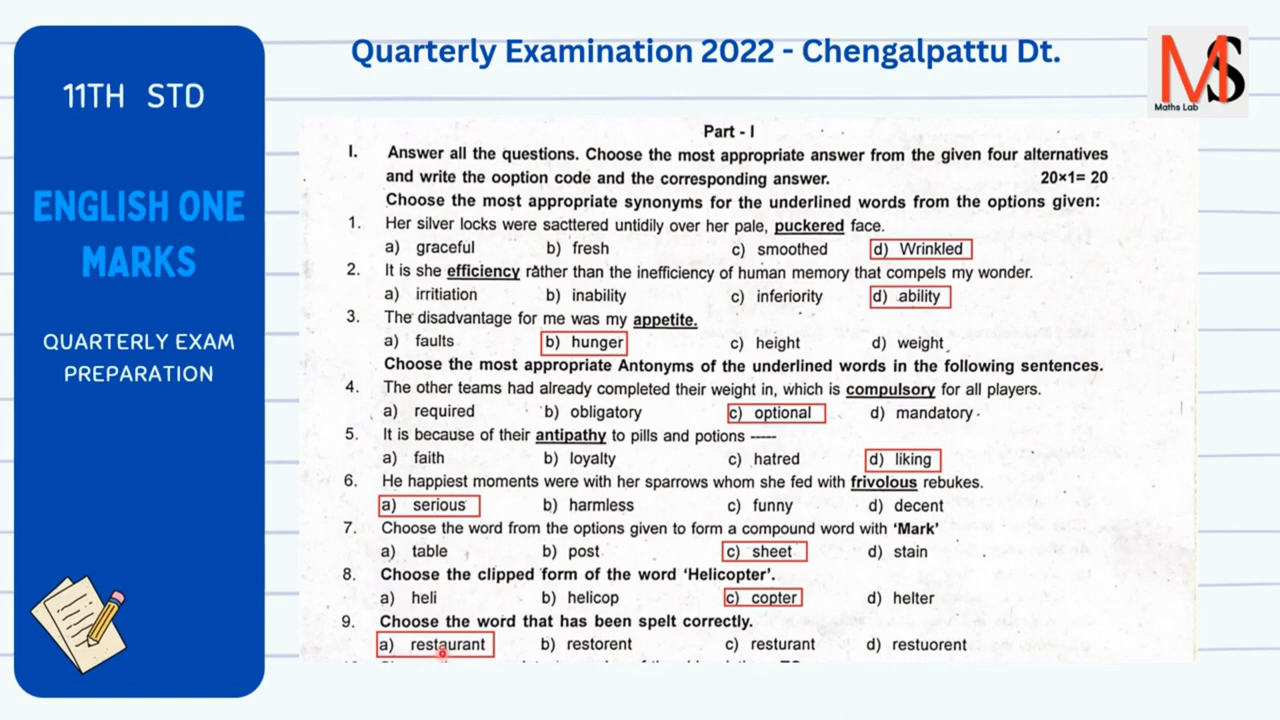 Quarterly Examination 2022 - Chengalpattu Dt.
MS
Maths Lab
11TH STD
ENGLISH ONE
MARKS
QUARTERLY EXAM
PREPARATION
Part - I
I. Answer all the questions. Choose the most appropriate answer from the given four alternatives
and write the ooption code and the corresponding answer. 20×1= 20
Choose the most appropriate synonyms for the underlined words from the options given:
1. Her silver locks were sacttered untidily over her pale, puckered face.
a) graceful b) fresh c) smoothed d) Wrinkled
2. It is she efficiency rather than the inefficiency of human memory that compels my wonder.
a) irritiation b) inability c) inferiority d) ability
3. The disadvantage for me was my appetite.
a) faults b) hunger c) height d) weight
Choose the most appropriate Antonyms of the underlined words in the following sentences.
4. The other teams had already completed their weight in, which is compulsory for all players.
a) required b) obligatory c) optional d) mandatory
5. It is because of their antipathy to pills and potions -----
a) faith b) loyalty c) hatred d) liking
6. He happiest moments were with her sparrows whom she fed with frivolous rebukes.
a) serious b) harmless c) funny d) decent
7. Choose the word from the options given to form a compound word with 'Mark'
a) table b) post c) sheet d) stain
8. Choose the clipped form of the word 'Helicopter'.
a) heli b) helicop c) copter d) helter
9. Choose the word that has been spelt correctly.
a) restaurant b) restorent c) resturant d) restuorent